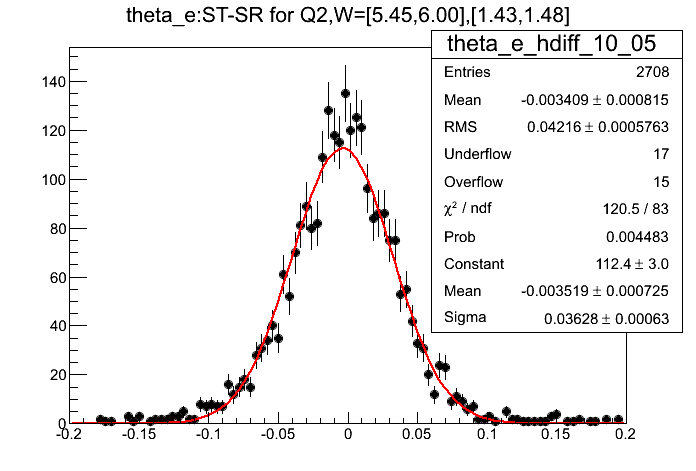 theta_e:ST-SR for Q2,W=[5.45,6.00],[1.43,1.48]
theta_e_hdiff_10_05
Entries 2708
Mean -0.003409 ± 0.000815
RMS 0.04216 ± 0.0005763
Underflow 17
Overflow 15
χ² / ndf 120.5 / 83
Prob 0.004483
Constant 112.4 ± 3.0
Mean -0.003519 ± 0.000725
Sigma 0.03628 ± 0.00063
140
120
100
80
60
40
20
0
-0.2 -0.15 -0.1 -0.05 0 0.05 0.1 0.15 0.2